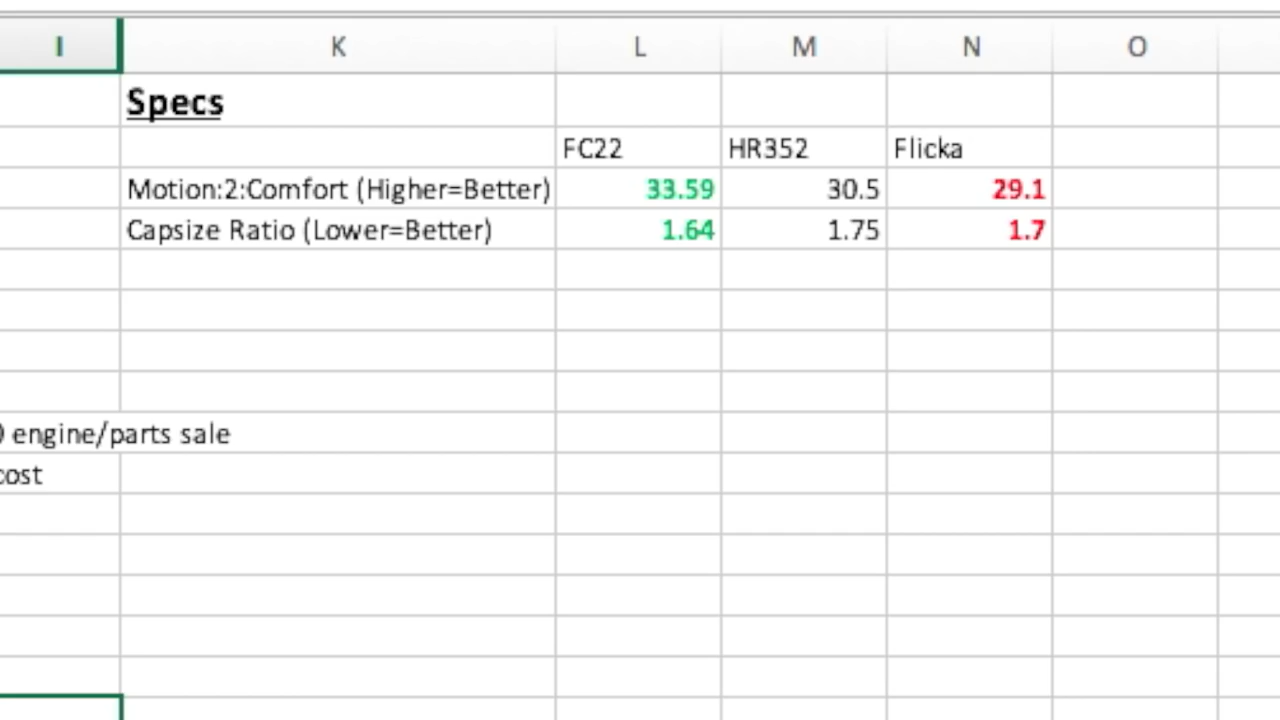 I K L M N O
Specs
FC22 HR352 Flicka
Motion:2:Comfort (Higher=Better) 33.59 30.5 29.1
Capsize Ratio (Lower=Better) 1.64 1.75 1.7
engine/parts sale
cost